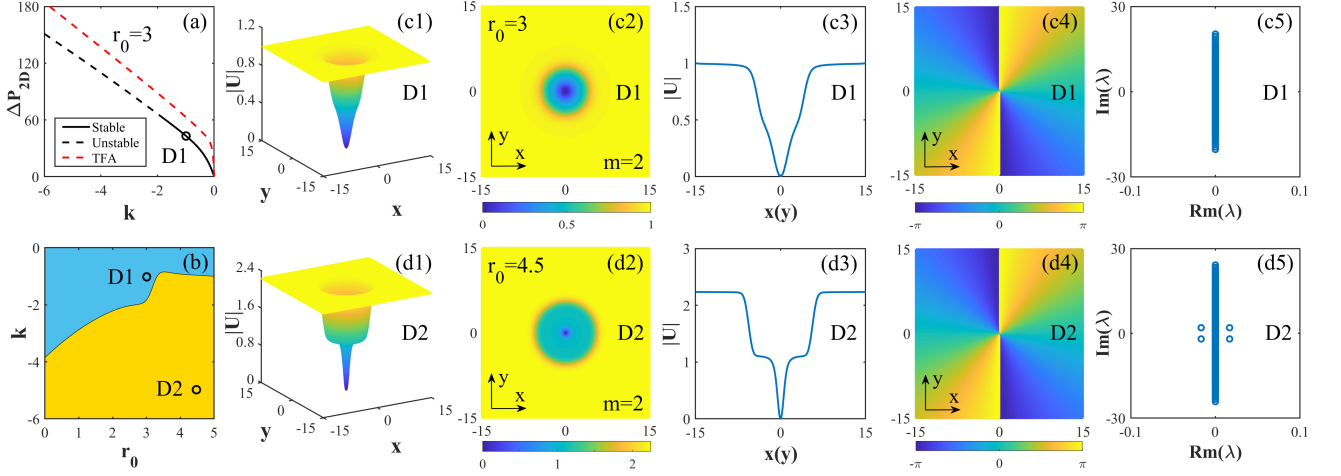 (a)
180
120
60
0
ΔP2D
r0=3
Stable
Unstable
TFA
D1
-6
-4
-2
0
k
(c1)
1.2
0.8
0.4
0
|U|
D1
15
0
-15
y
-15
0
15
x
(c2)
r0=3
15
0
-15
D1
y
x
m=2
-15
0
15
0
0.5
1
(c3)
1.5
1
0.5
0
|U|
D1
-15
0
15
x(y)
(c4)
15
0
-15
D1
y
x
-15
0
15
-π
π
(c5)
30
0
-30
Im(λ)
D1
-0.1
0
0.1
Rm(λ)
(b)
0
-2
-4
-6
k
D1
D2
0
1
2
3
4
5
r0
(d1)
2.4
1.6
0.8
0
|U|
D2
15
0
-15
y
-15
0
15
x
(d2)
r0=4.5
15
0
-15
D2
y
x
m=2
-15
0
15
0
1
2
(d3)
3
2
1
0
|U|
D2
-15
0
15
x(y)
(d4)
15
0
-15
D2
y
x
-15
0
15
-π
π
(d5)
30
0
-30
Im(λ)
D2
-0.1
0
0.1
Rm(λ)